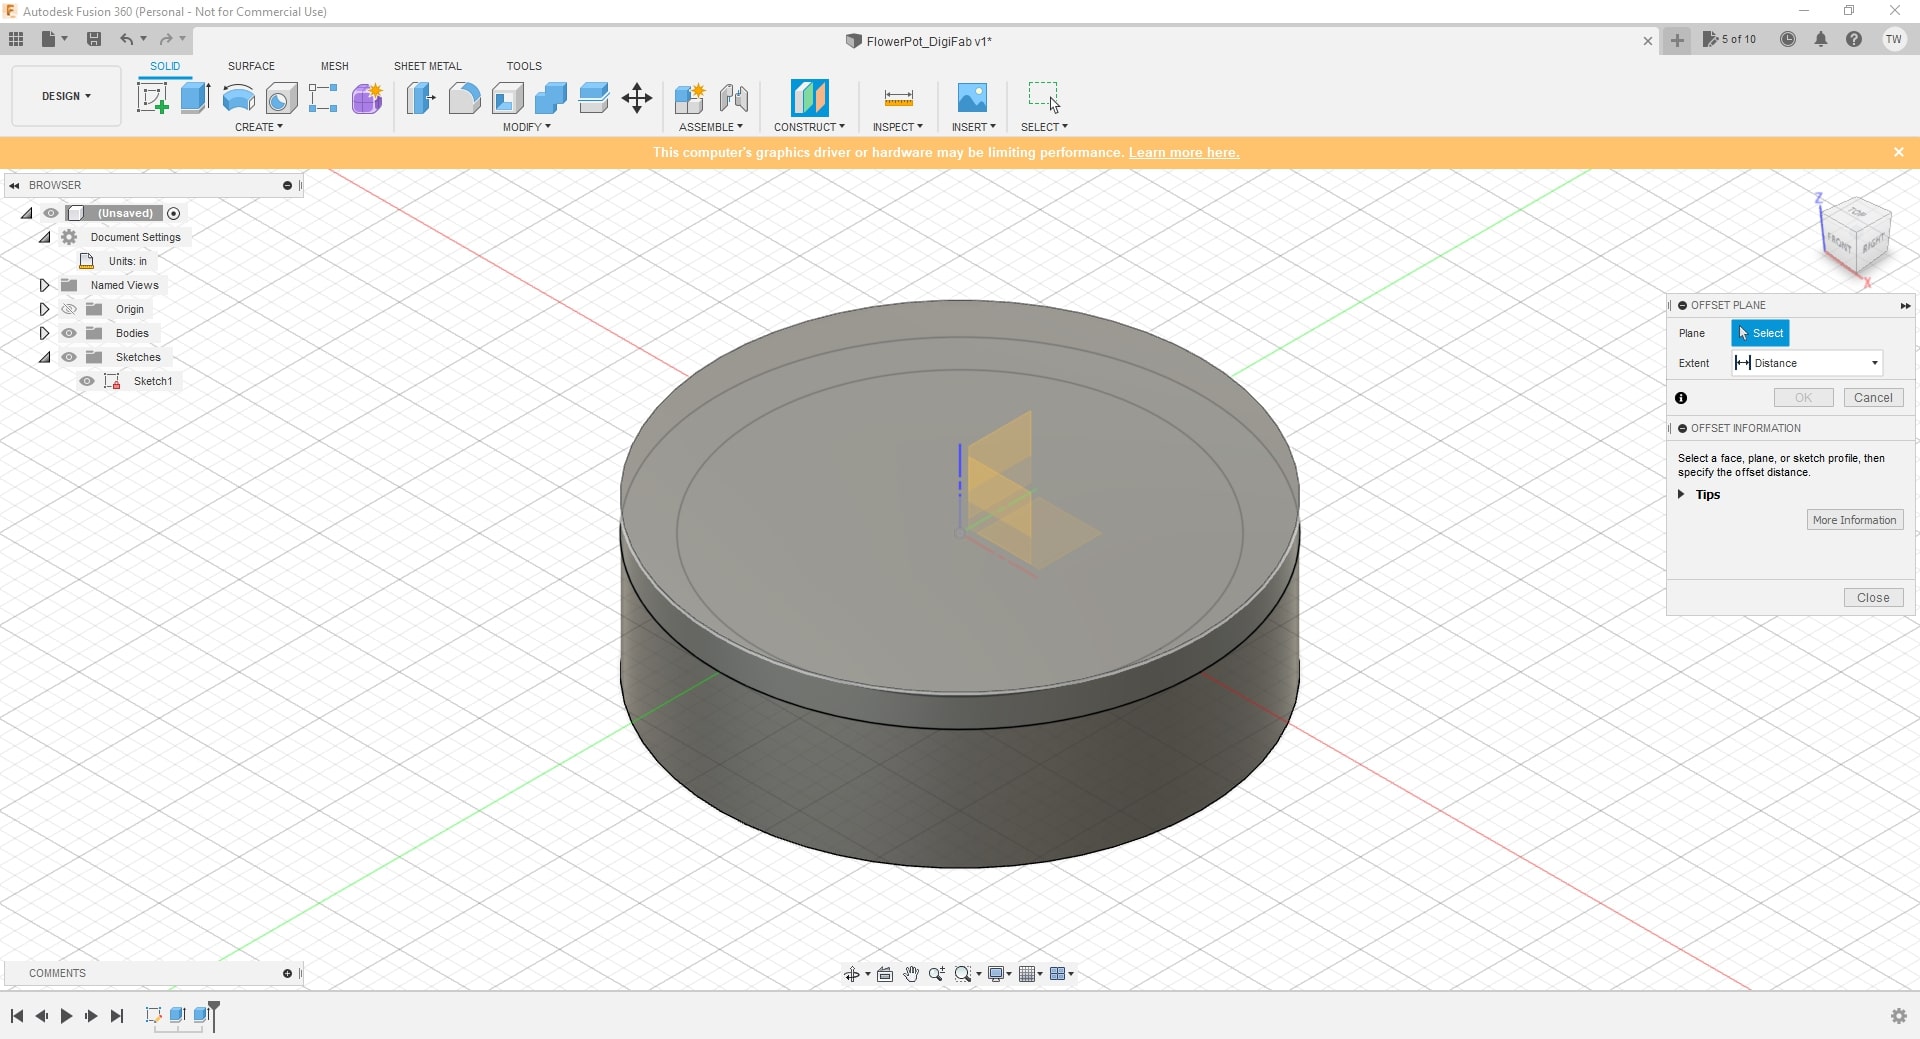 Autodesk Fusion 360 (Personal - Not for Commercial Use)
FlowerPot_DigiFab v1*
5 of 10
TW
DESIGN
SOLID
SURFACE
MESH
SHEET METAL
TOOLS
CREATE
MODIFY
ASSEMBLE
CONSTRUCT
INSPECT
INSERT
SELECT
This computer's graphics driver or hardware may be limiting performance. Learn more here.
BROWSER
(Unsaved)
Document Settings
Units: in
Named Views
Origin
Bodies
Sketches
Sketch1
Z
TOP
FRONT
RIGHT
X
OFFSET PLANE
Plane
Select
Extent
Distance
OK
Cancel
OFFSET INFORMATION
Select a face, plane, or sketch profile, then
specify the offset distance.
Tips
More Information
Close
COMMENTS